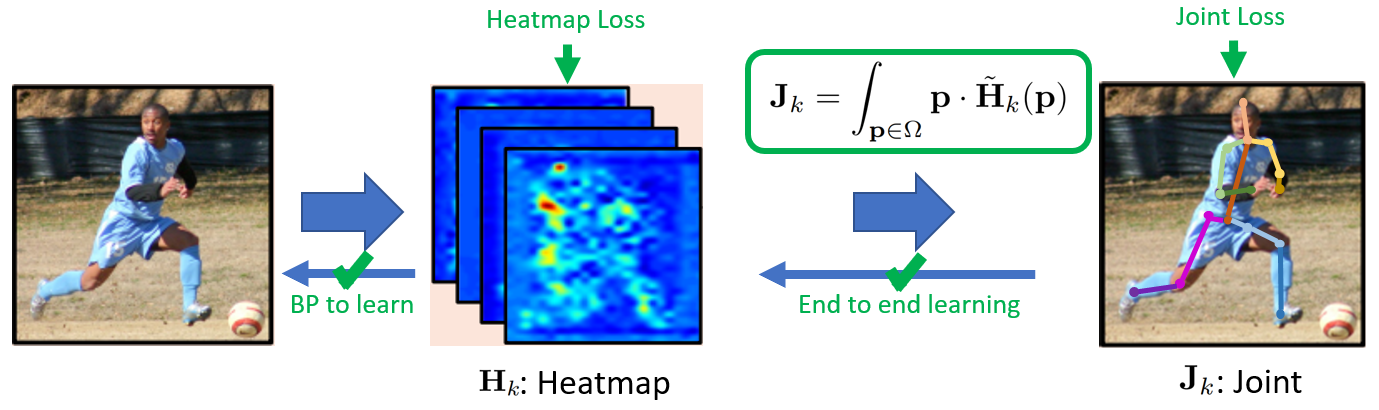 Heatmap Loss
Joint Loss
J_k = ∫_{p∈Ω} p · H̃_k(p)
BP to learn
End to end learning
H_k: Heatmap
J_k: Joint